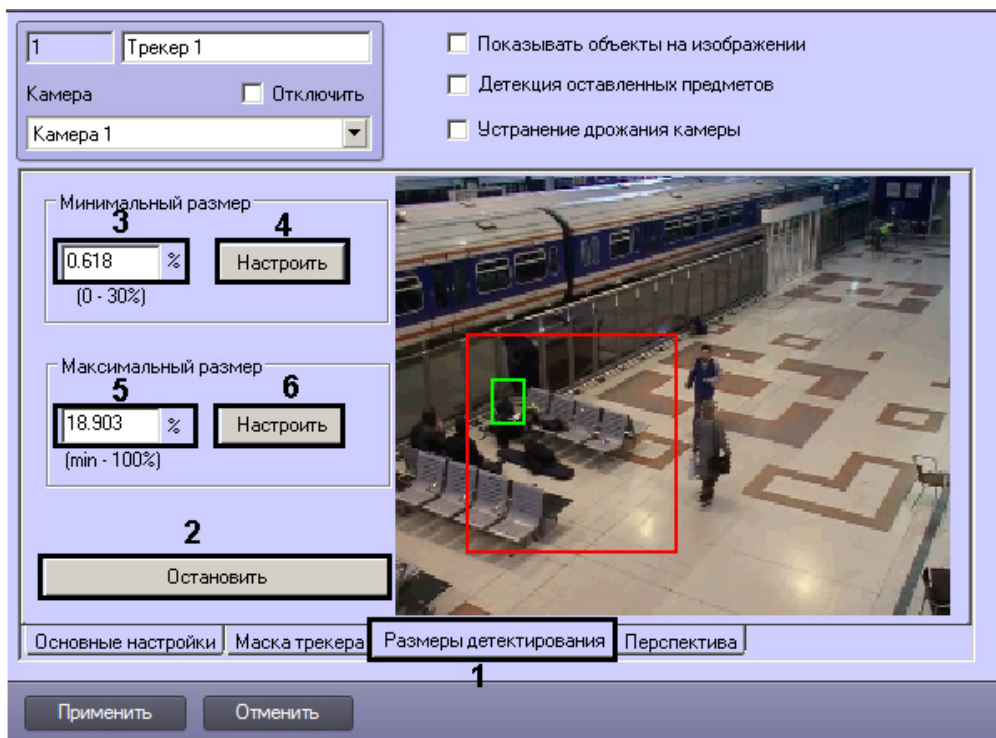 1 Трекер 1
Показывать объекты на изображении
Камера Отключить
Детекция оставленных предметов
Камера 1
Устранение дрожания камеры
Минимальный размер
3 4
0.618 % Настроить
(0 - 30%)
Максимальный размер
5 6
18.903 % Настроить
(min - 100%)
2
Остановить
Основные настройки Маска трекера Размеры детектирования Перспектива
1
Применить Отменить